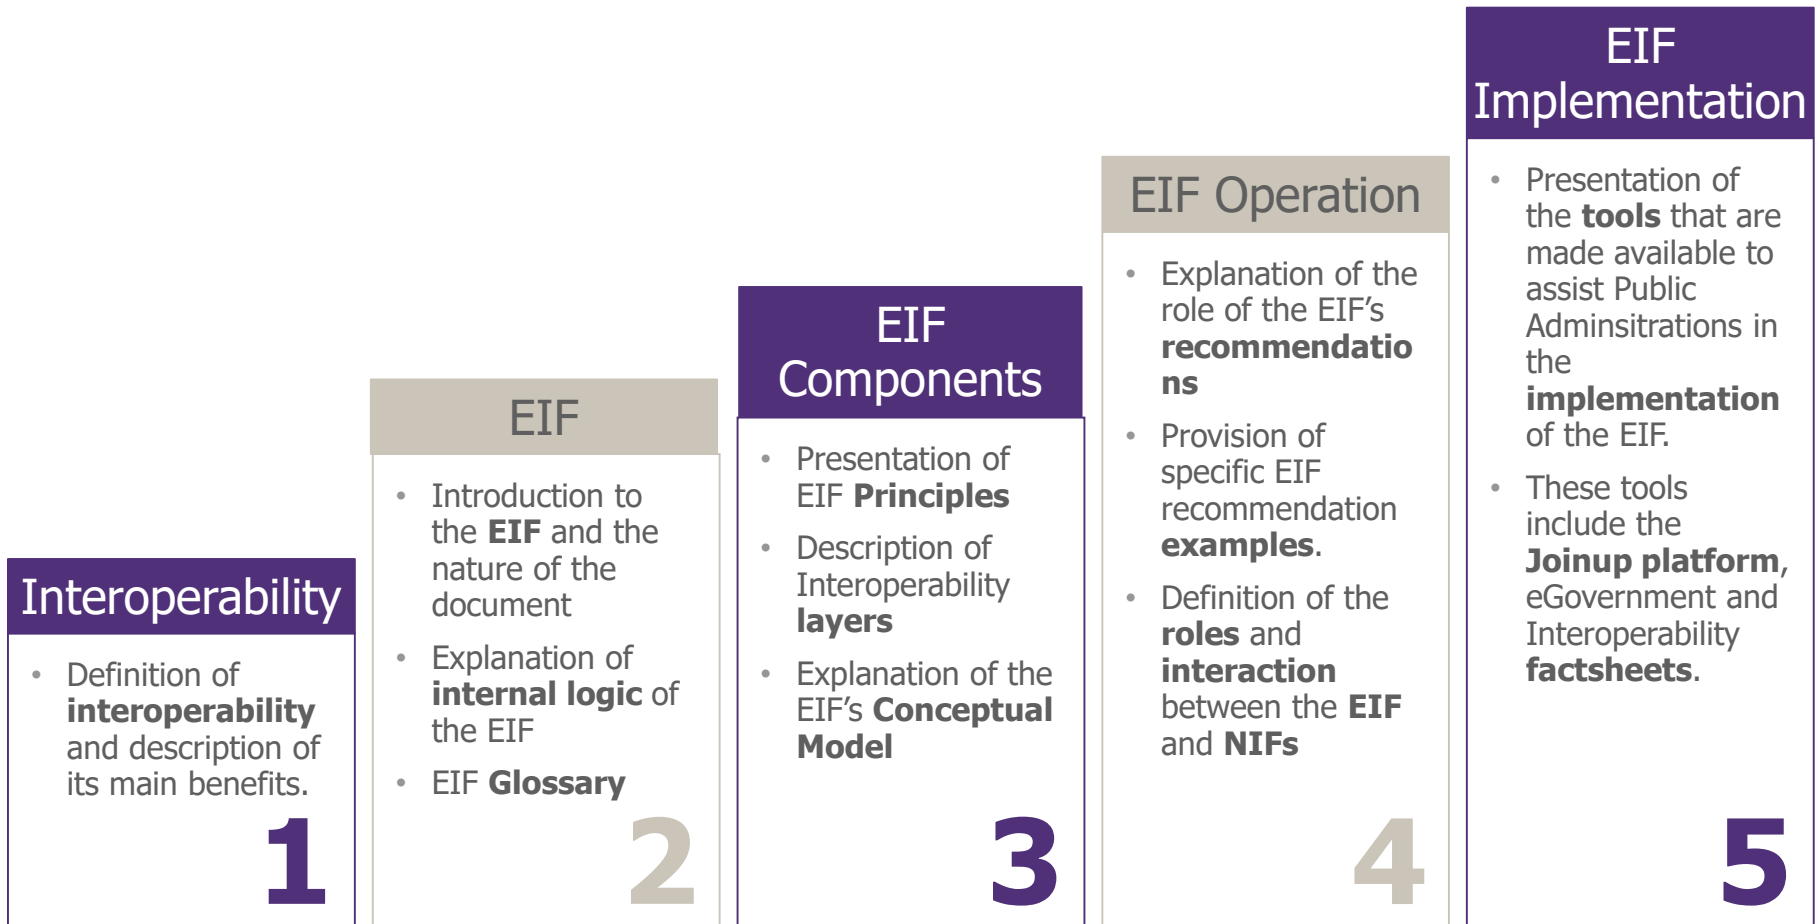 Interoperability
• Definition of
interoperability
and description of
its main benefits.
1
EIF
• Introduction to
the EIF and the
nature of the
document
• Explanation of
internal logic of
the EIF
• EIF Glossary
2
EIF
Components
• Presentation of
EIF Principles
• Description of
Interoperability
layers
• Explanation of the
EIF’s Conceptual
Model
3
EIF Operation
• Explanation of the
role of the EIF’s
recommendatio
ns
• Provision of
specific EIF
recommendation
examples.
• Definition of the
roles and
interaction
between the EIF
and NIFs
4
EIF
Implementation
• Presentation of
the tools that are
made available to
assist Public
Adminsitrations in
the
implementation
of the EIF.
• These tools
include the
Joinup platform,
eGovernment and
Interoperability
factsheets.
5